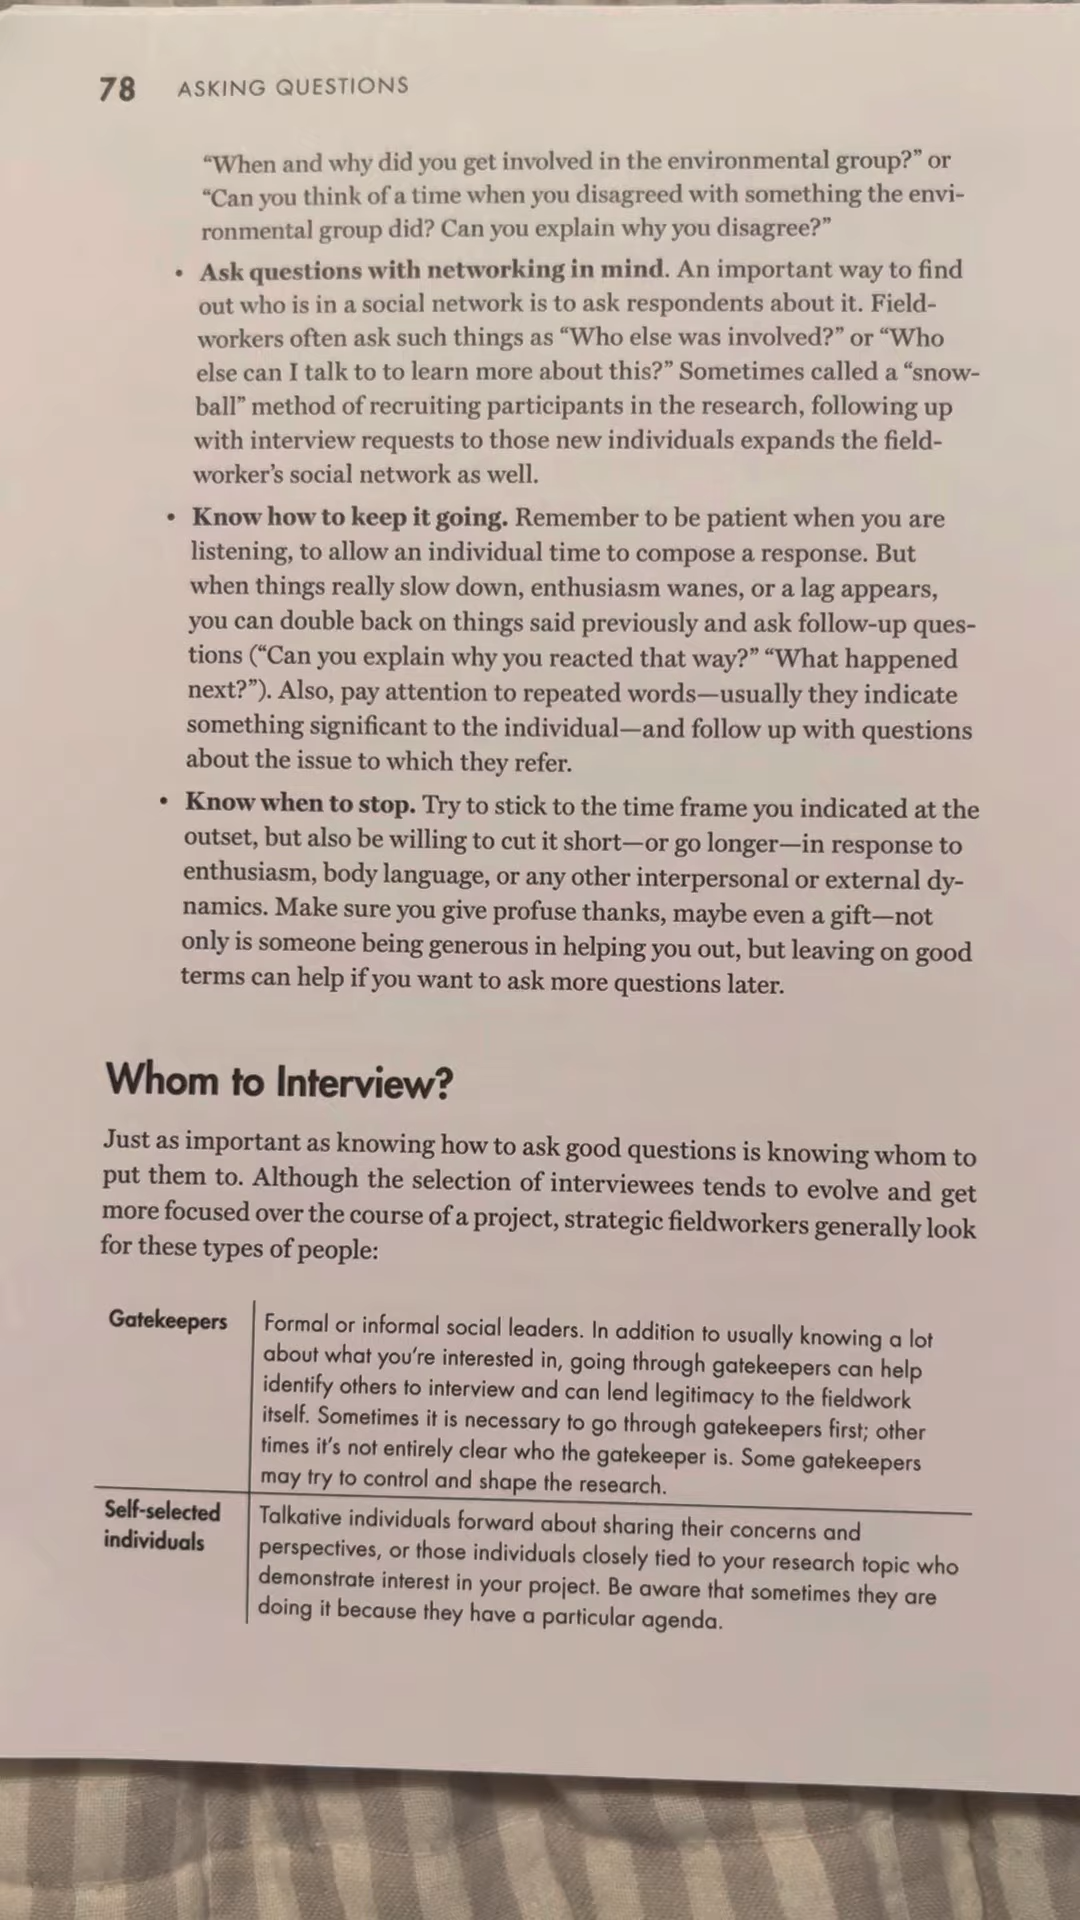 78 ASKING QUESTIONS
“When and why did you get involved in the environmental group?” or
“Can you think of a time when you disagreed with something the envi-
ronmental group did? Can you explain why you disagree?”
• Ask questions with networking in mind. An important way to find
out who is in a social network is to ask respondents about it. Field-
workers often ask such things as “Who else was involved?” or “Who
else can I talk to to learn more about this?” Sometimes called a “snow-
ball” method of recruiting participants in the research, following up
with interview requests to those new individuals expands the field-
worker’s social network as well.
• Know how to keep it going. Remember to be patient when you are
listening, to allow an individual time to compose a response. But
when things really slow down, enthusiasm wanes, or a lag appears,
you can double back on things said previously and ask follow-up ques-
tions (“Can you explain why you reacted that way?” “What happened
next?”). Also, pay attention to repeated words—usually they indicate
something significant to the individual—and follow up with questions
about the issue to which they refer.
• Know when to stop. Try to stick to the time frame you indicated at the
outset, but also be willing to cut it short—or go longer—in response to
enthusiasm, body language, or any other interpersonal or external dy-
namics. Make sure you give profuse thanks, maybe even a gift—not
only is someone being generous in helping you out, but leaving on good
terms can help if you want to ask more questions later.
Whom to Interview?
Just as important as knowing how to ask good questions is knowing whom to
put them to. Although the selection of interviewees tends to evolve and get
more focused over the course of a project, strategic fieldworkers generally look
for these types of people:
Gatekeepers
Formal or informal social leaders. In addition to usually knowing a lot
about what you’re interested in, going through gatekeepers can help
identify others to interview and can lend legitimacy to the fieldwork
itself. Sometimes it is necessary to go through gatekeepers first; other
times it’s not entirely clear who the gatekeeper is. Some gatekeepers
may try to control and shape the research.
Self-selected
individuals
Talkative individuals forward about sharing their concerns and
perspectives, or those individuals closely tied to your research topic who
demonstrate interest in your project. Be aware that sometimes they are
doing it because they have a particular agenda.